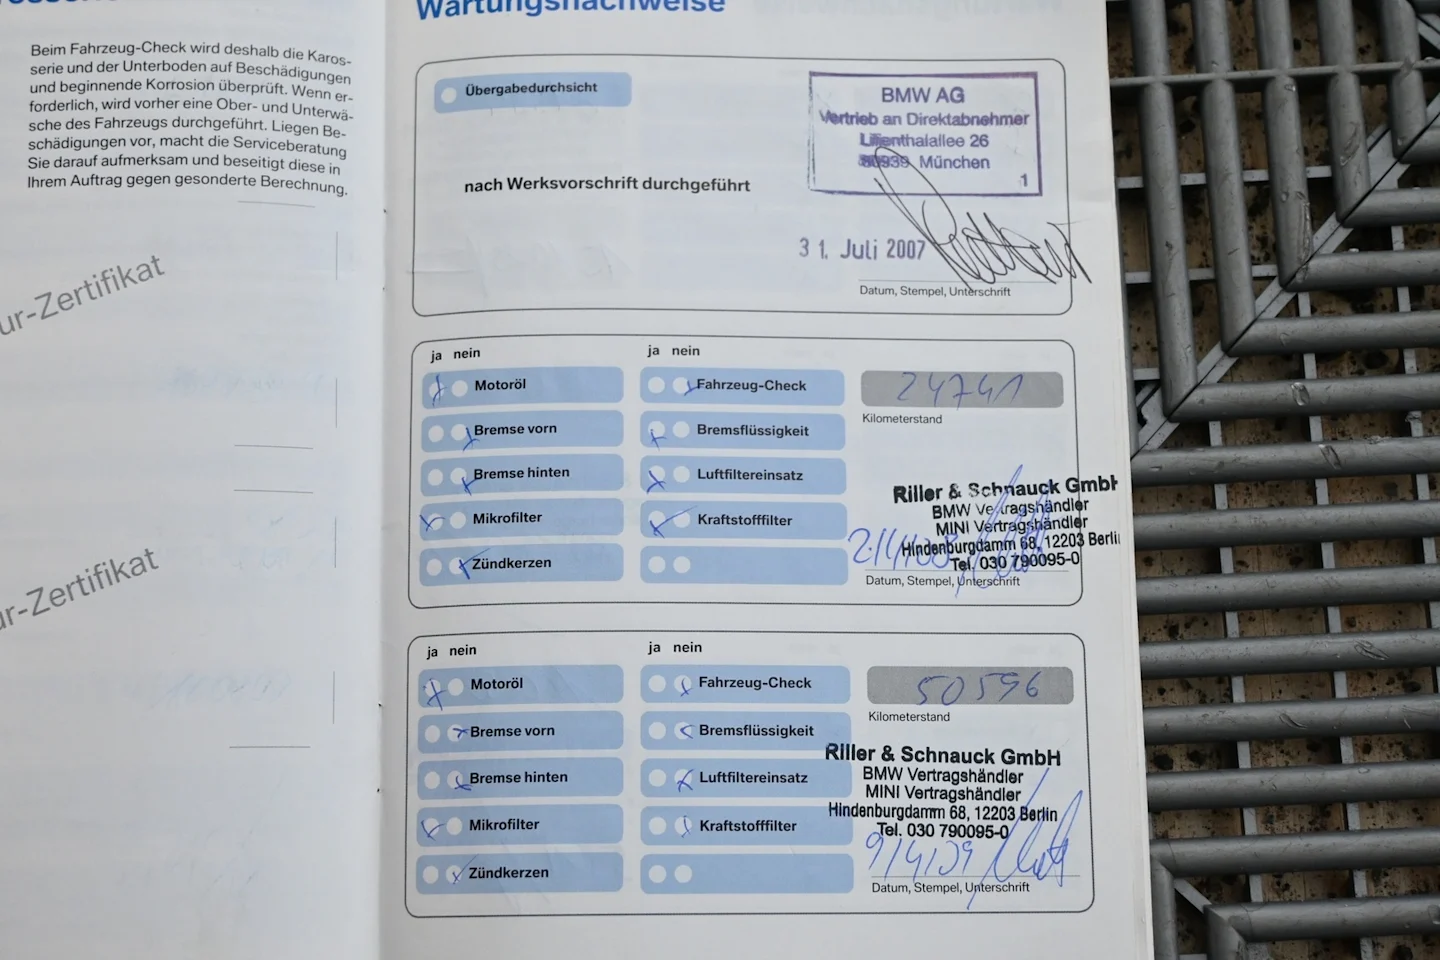 Beim Fahrzeug-Check wird deshalb die Karos-
serie und der Unterboden auf Beschädigungen
und beginnende Korrosion überprüft. Wenn er-
forderlich, wird vorher eine Ober- und Unterwä-
sche des Fahrzeugs durchgeführt. Liegen Be-
schädigungen vor, macht die Serviceberatung
Sie darauf aufmerksam und beseitigt diese in
Ihrem Auftrag gegen gesonderte Berechnung.
ur-Zertifikat
ur-Zertifikat
Wartungsnachweise
Übergabedurchsicht
nach Werksvorschrift durchgeführt
BMW AG
Vertrieb an Direktabnehmer
Lilienthalallee 26
80939 München
1
31. Juli 2007
Datum, Stempel, Unterschrift
ja nein
Motoröl
Bremse vorn
Bremse hinten
Mikrofilter
Zündkerzen
ja nein
Fahrzeug-Check
Bremsflüssigkeit
Luftfiltereinsatz
Kraftstofffilter
24741
Kilometerstand
Riller & Schnauck GmbH
BMW Vertragshändler
MINI Vertragshändler
Hindenburgdamm 68, 12203 Berlin
Tel. 030 790095-0
Datum, Stempel, Unterschrift
ja nein
Motoröl
Bremse vorn
Bremse hinten
Mikrofilter
Zündkerzen
ja nein
Fahrzeug-Check
Bremsflüssigkeit
Luftfiltereinsatz
Kraftstofffilter
50596
Kilometerstand
Riller & Schnauck GmbH
BMW Vertragshändler
MINI Vertragshändler
Hindenburgdamm 68, 12203 Berlin
Tel. 030 790095-0
9/4/09
Datum, Stempel, Unterschrift